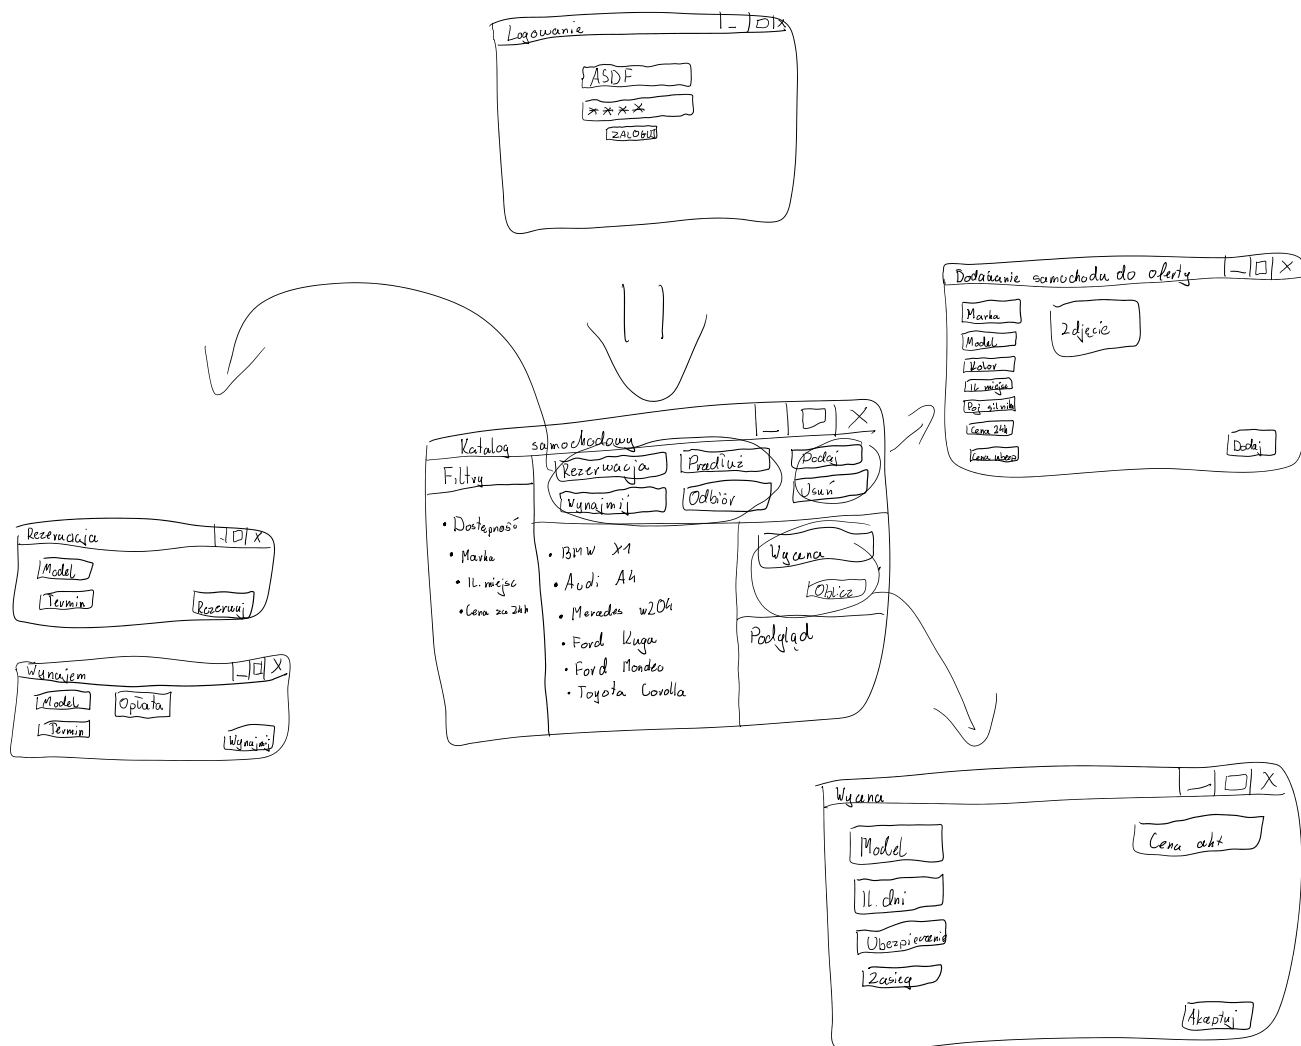 Logowanie
ASDF
****
ZALOGUJ
Dodawanie samochodu do oferty
Marka
Zdjęcie
Model
Kolor
Il. miejsc
Poj silnik
Cena 24h
Cena ubezp
Dodaj
Katalog samochodowy
Filtry
Rezerwacja
Przedłuż
Podaj
Wynajmij
Odbiór
Usuń
• Dostępność
• Marka
• Il. miejsc
• Cena za 24h
• BMW X1
• Audi A4
• Mercedes w204
• Ford Kuga
• Ford Mondeo
• Toyota Corolla
Wycena
Oblicz
Podgląd
Rezerwacja
Model
Termin
Rezerwuj
Wynajem
Model
Opłata
Termin
Wynajmij
Wycena
Model
Cena akt
Il. dni
Ubezpieczenie
Zasięg
Akceptuj